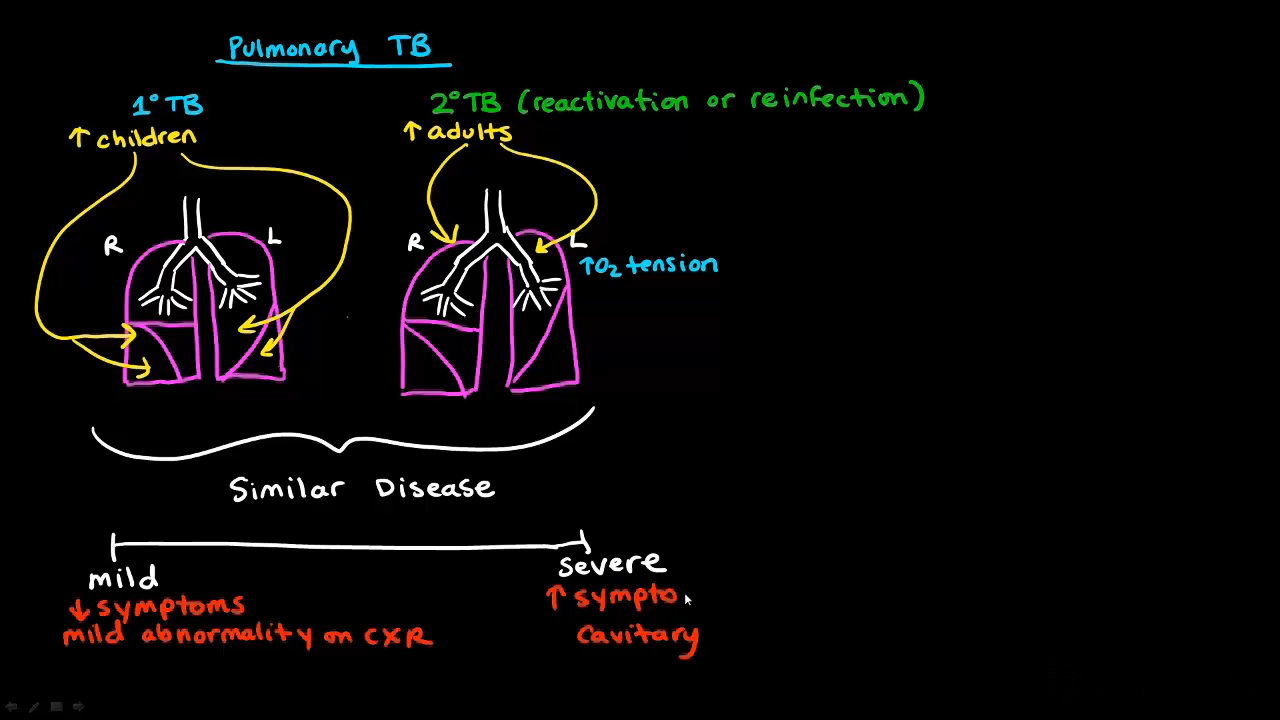 Pulmonary TB
1° TB
2° TB (reactivation or reinfection)
↑ children
↑ adults
R
L
R
L
↑O₂ tension
Similar Disease
mild
severe
↓ symptoms
↑ sympto
mild abnormality on CXR
cavitary